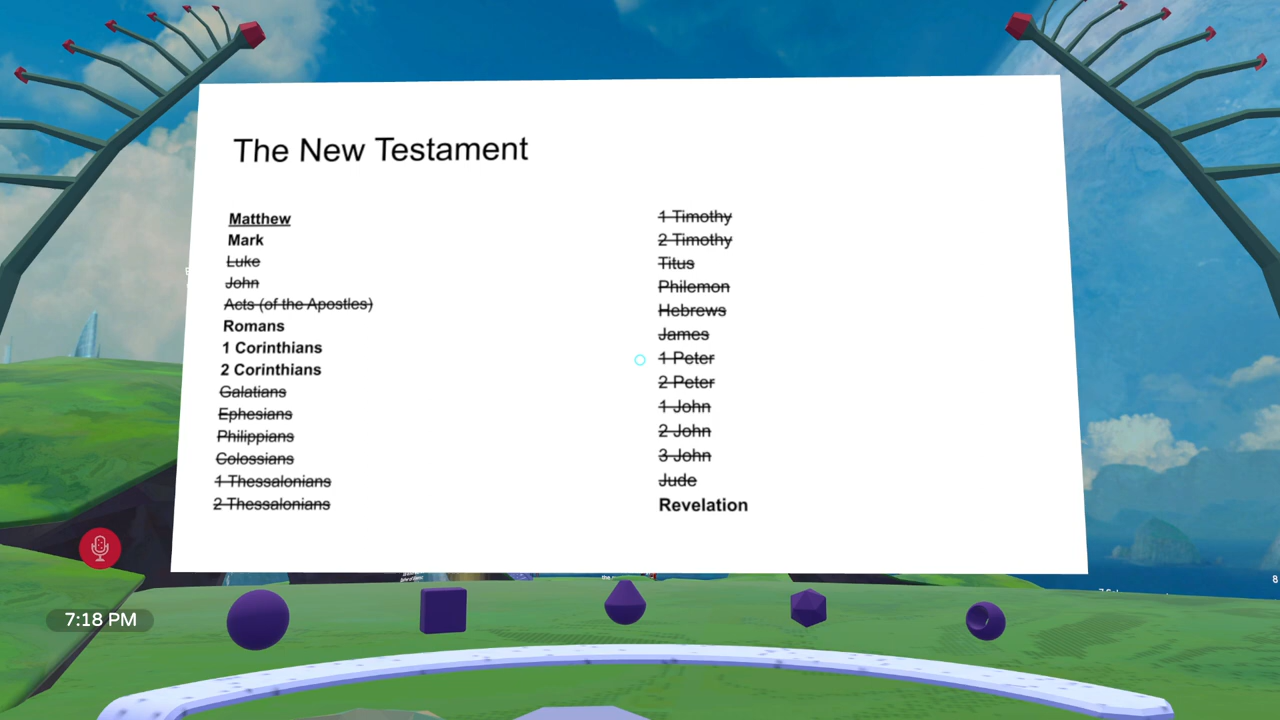 The New Testament
Matthew
Mark
Luke
John
Acts (of the Apostles)
Romans
1 Corinthians
2 Corinthians
Galatians
Ephesians
Philippians
Colossians
1 Thessalonians
2 Thessalonians
1 Timothy
2 Timothy
Titus
Philemon
Hebrews
James
1 Peter
2 Peter
1 John
2 John
3 John
Jude
Revelation
7:18 PM